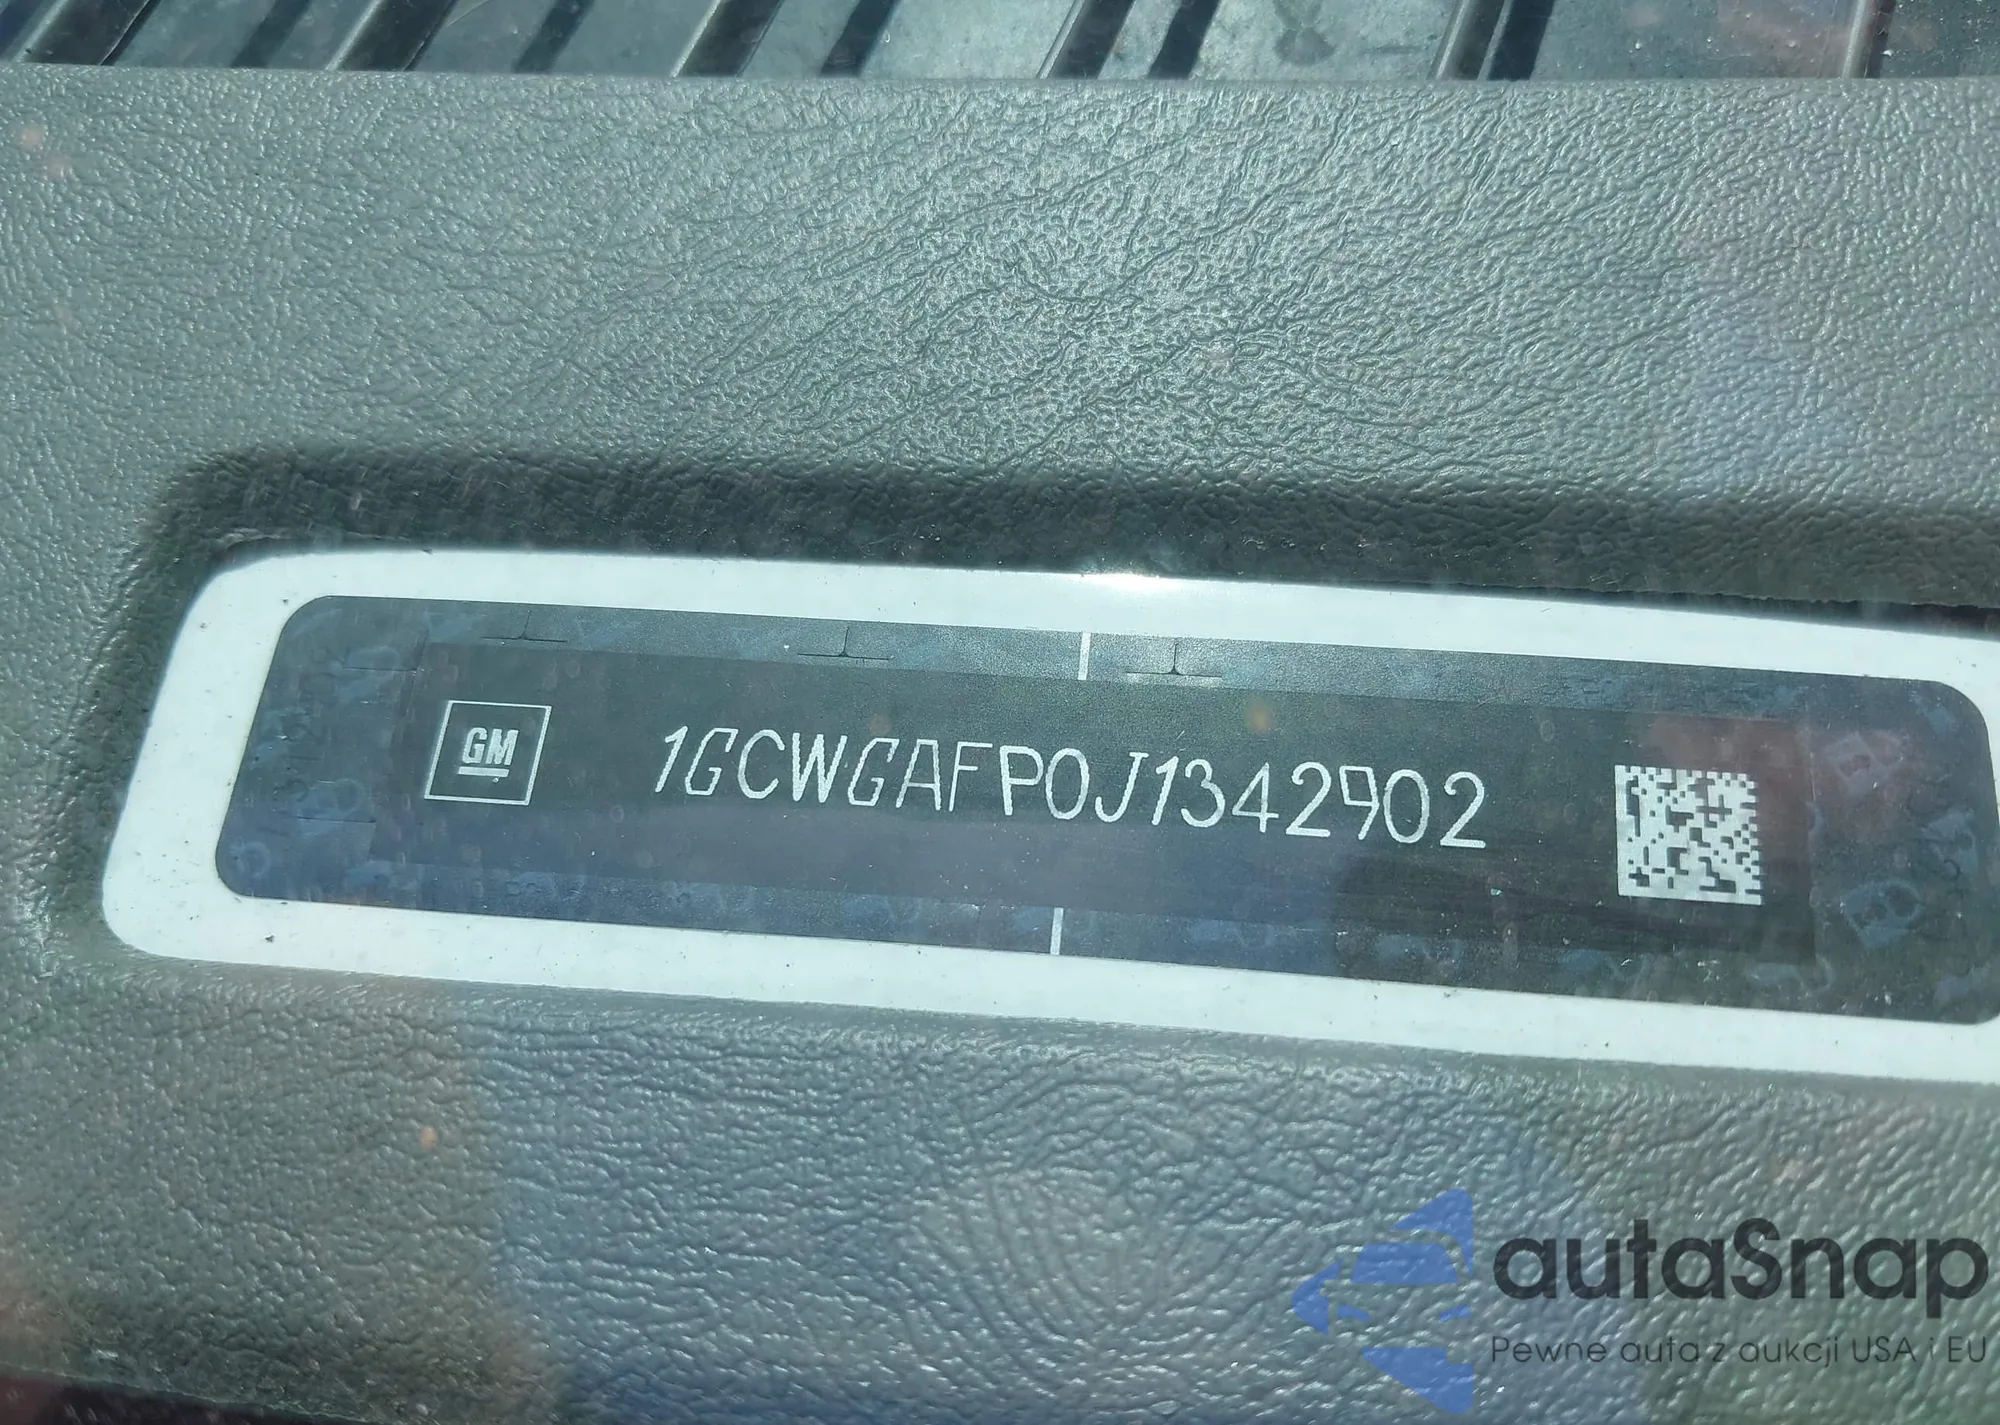 GM 1GCWGAFP0J1342902
autaSnap
Pewne auta z aukcji USA i EU